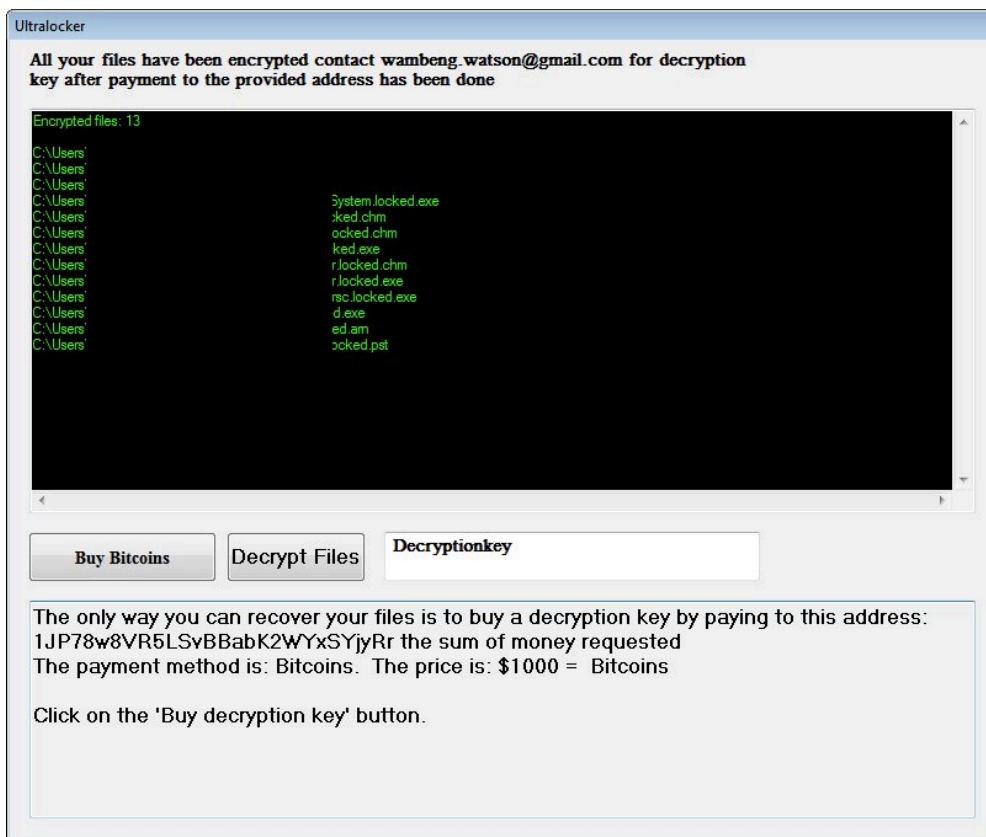 Ultralocker
All your files have been encrypted contact wambeng.watson@gmail.com for decryption
key after payment to the provided address has been done
Encrypted files: 13
C:\Users'
C:\Users'
C:\Users'
C:\Users' System.locked.exe
C:\Users' cked.chm
C:\Users' ocked.chm
C:\Users' ked.exe
C:\Users' r.locked.chm
C:\Users' r.locked.exe
C:\Users' rsc.locked.exe
C:\Users' d.exe
C:\Users' ed.am
C:\Users' ocked.pst
Buy Bitcoins
Decrypt Files
Decryptionkey
The only way you can recover your files is to buy a decryption key by paying to this address:
1JP78w8VR5LSvBBabK2WYxSYjyRr the sum of money requested
The payment method is: Bitcoins. The price is: $1000 = Bitcoins
Click on the 'Buy decryption key' button.